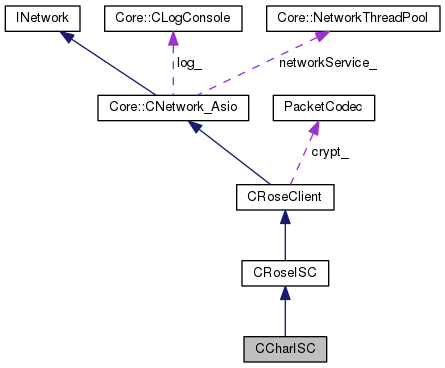 INetwork
Core::CLogConsole
Core::NetworkThreadPool
log_
networkService_
Core::CNetwork_Asio
PacketCodec
crypt_
CRoseClient
CRoseISC
CCharISC